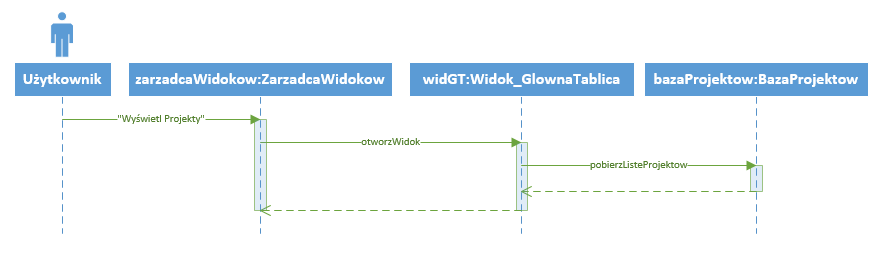 Użytkownik
zarzadcaWidokow:ZarzadcaWidokow
widGT:Widok_GlownaTablica
bazaProjektow:BazaProjektow
"Wyświetl Projekty"
otworzWidok
pobierzListeProjektow